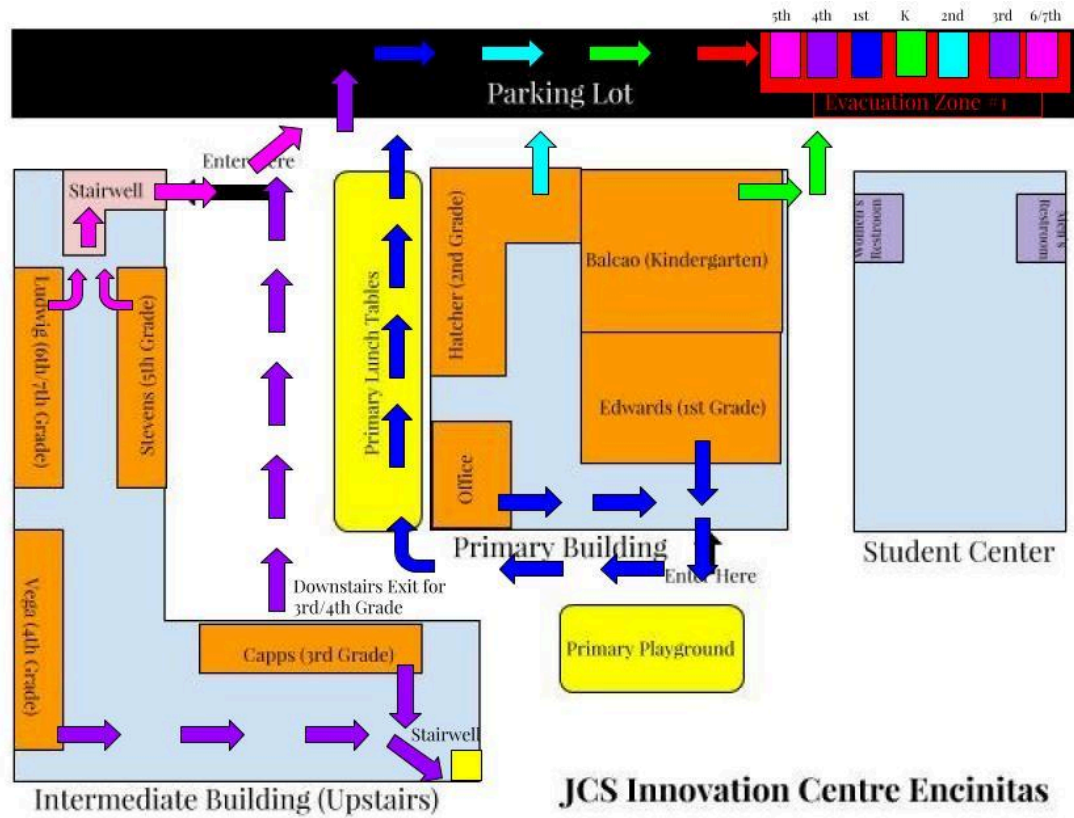 5th 4th 1st K 2nd 3rd 6/7th
Parking Lot
Evacuation Zone #1
Enter Here
Stairwell
Women's
Restroom
Men's
Restroom
Ludwig (6th/7th
Grade)
Stevens (5th Grade)
Primary Lunch Tables
Hatcher (2nd Grade)
Balcao (Kindergarten)
Edwards (1st Grade)
Office
Primary Building
Enter Here
Student Center
Downstairs Exit for
3rd/4th Grade
Vega (4th Grade)
Capps (3rd Grade)
Primary Playground
Stairwell
Intermediate Building (Upstairs)
JCS Innovation Centre Encinitas